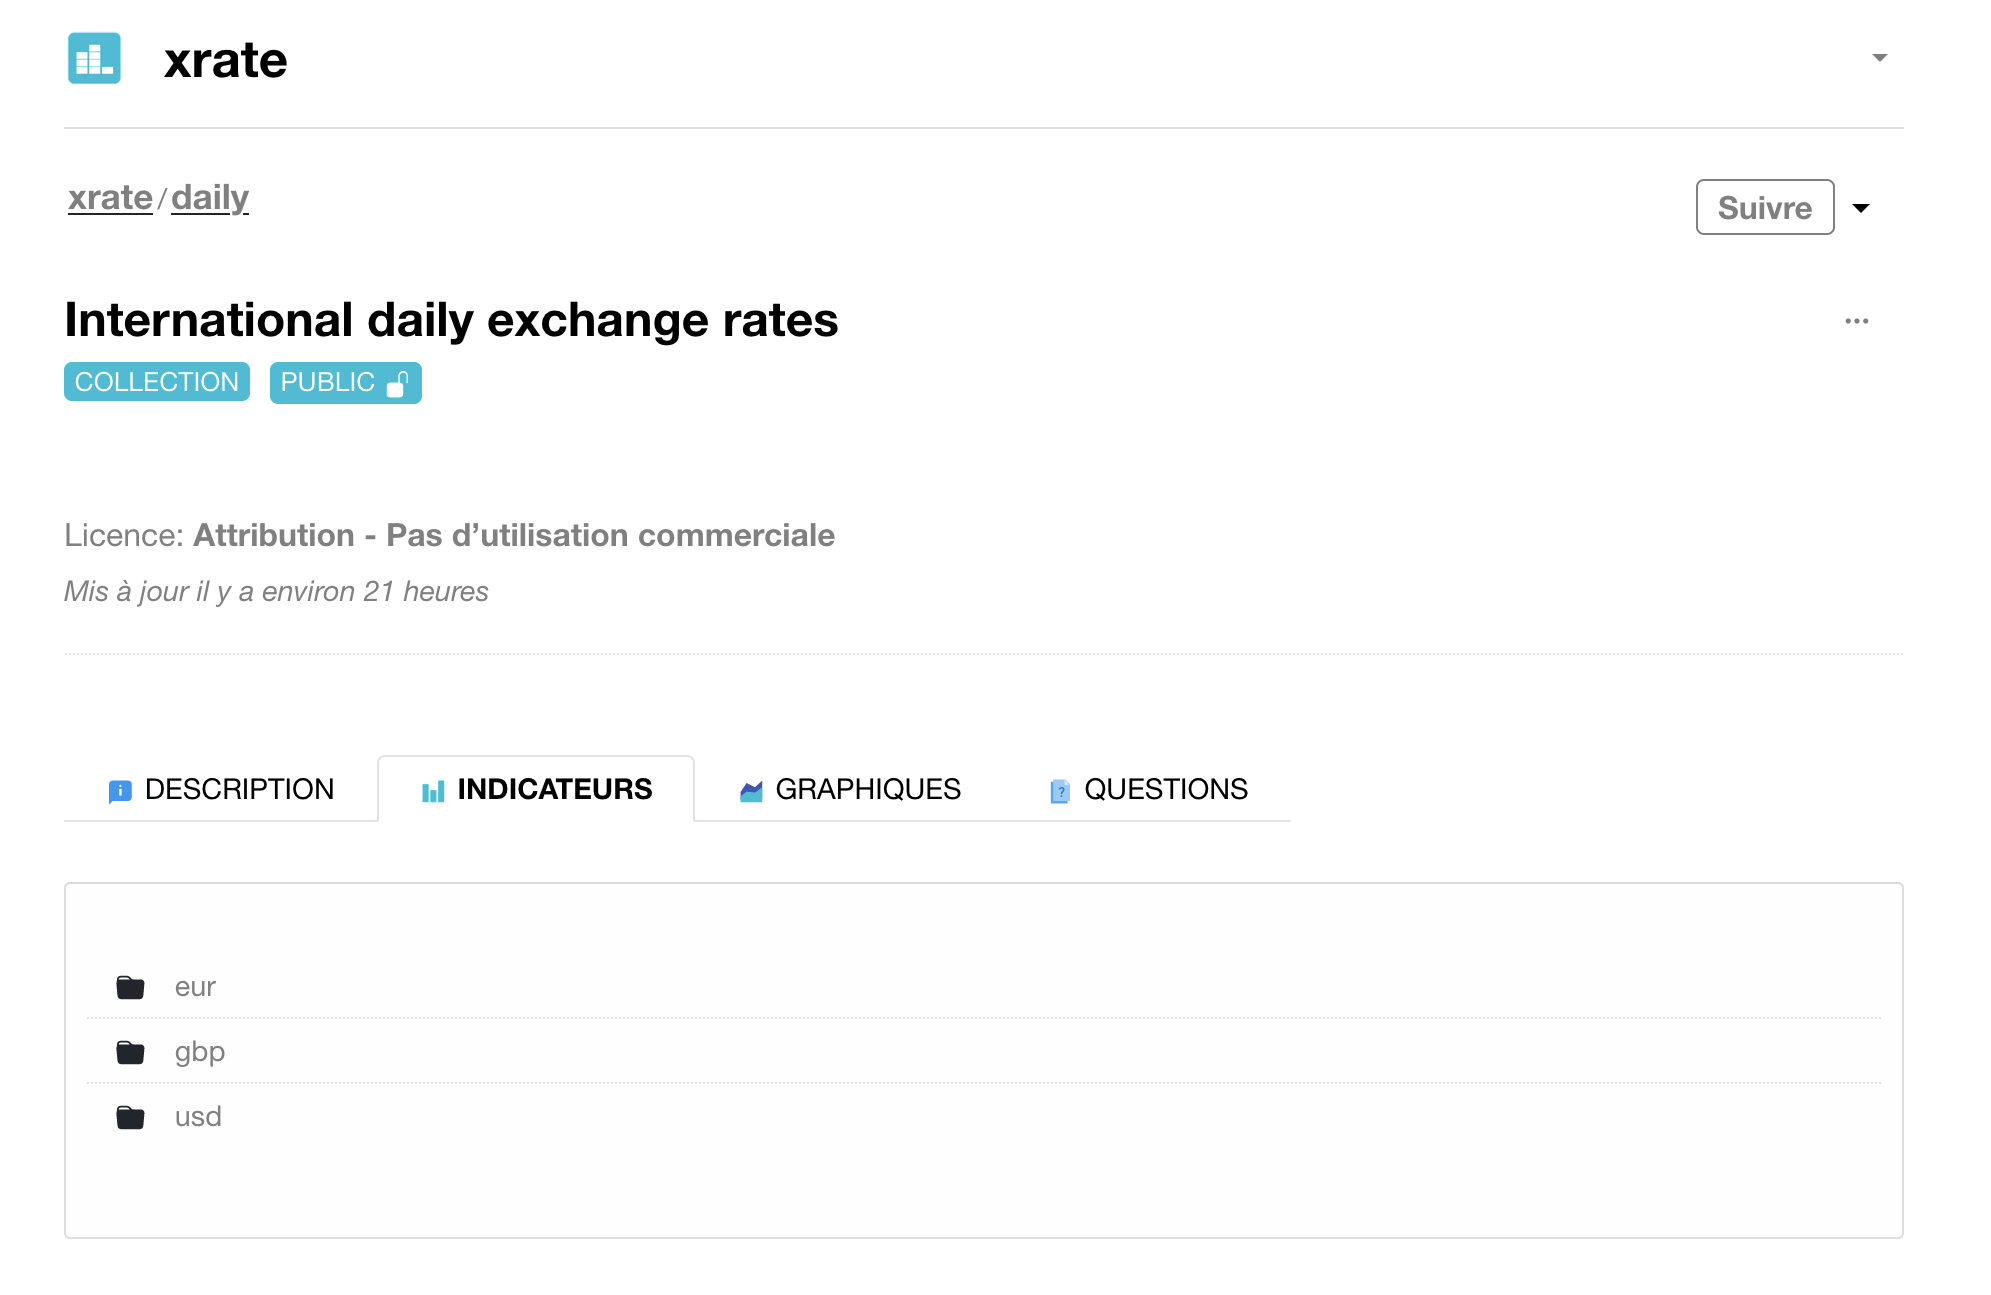 xrate
xrate/daily
Suivre
International daily exchange rates
...
COLLECTION PUBLIC
Licence: Attribution - Pas d’utilisation commerciale
Mis à jour il y a environ 21 heures
DESCRIPTION INDICATEURS GRAPHIQUES QUESTIONS
eur
gbp
usd